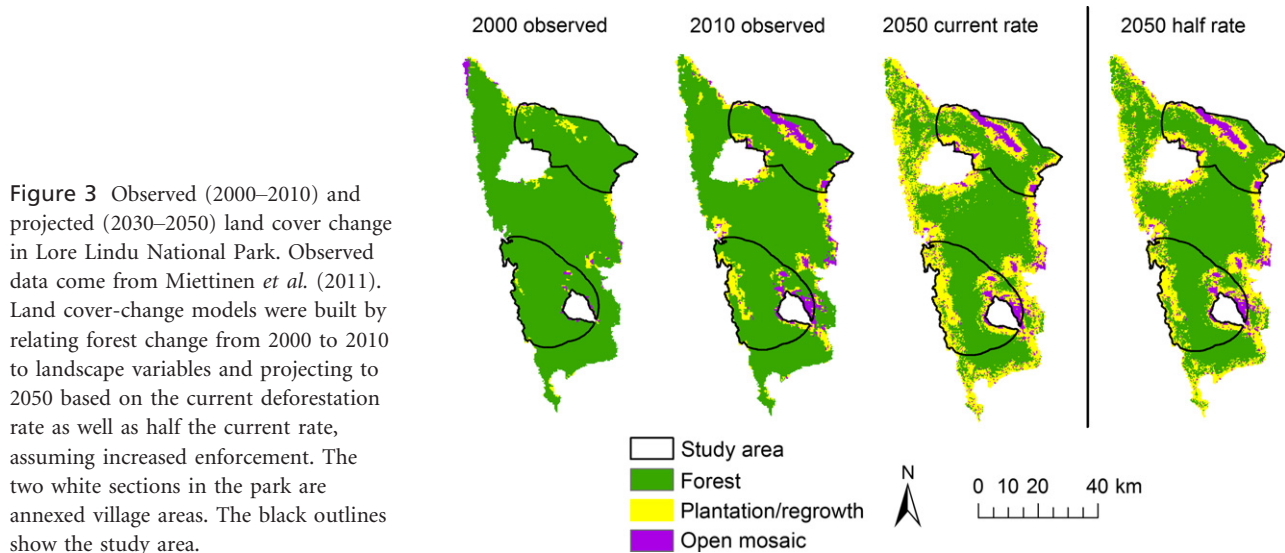 2000 observed
2010 observed
2050 current rate
2050 half rate
Figure 3 Observed (2000–2010) and
projected (2030–2050) land cover change
in Lore Lindu National Park. Observed
data come from Miettinen et al. (2011).
Land cover-change models were built by
relating forest change from 2000 to 2010
to landscape variables and projecting to
2050 based on the current deforestation
rate as well as half the current rate,
assuming increased enforcement. The
two white sections in the park are
annexed village areas. The black outlines
show the study area.
Study area
Forest
Plantation/regrowth
Open mosaic
N
0 10 20 40 km